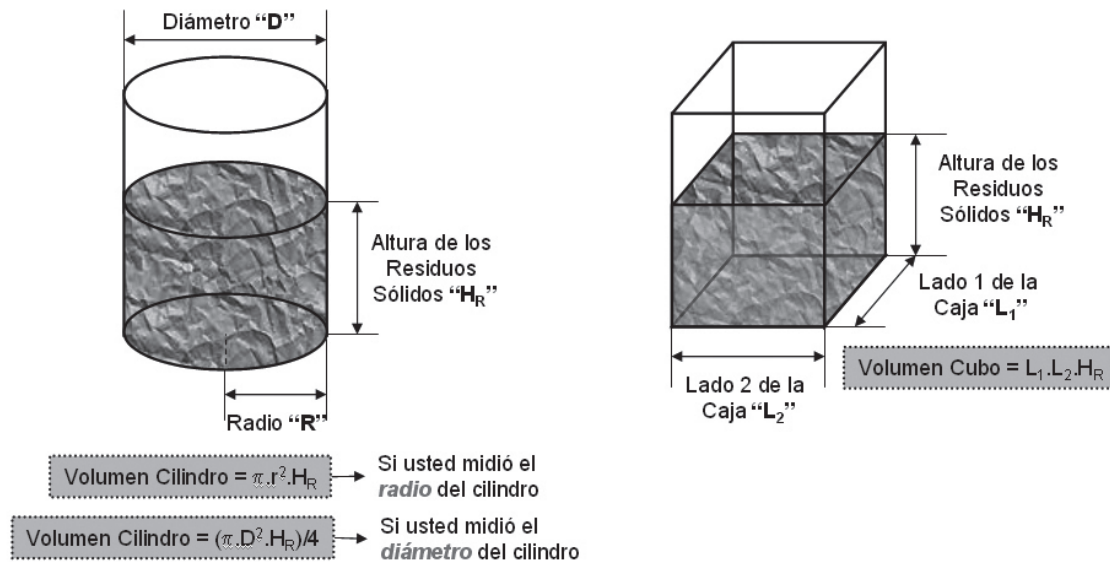 Diámetro “D”
Altura de los
Residuos
Sólidos “HR”
Radio “R”
Altura de los
Residuos
Sólidos “HR”
Lado 1 de la
Caja “L1”
Lado 2 de la
Caja “L2”
Volumen Cubo = L1.L2.HR
Volumen Cilindro = π.r².HR
Si usted midió el
radio del cilindro
Volumen Cilindro = (π.D².HR)/4
Si usted midió el
diámetro del cilindro